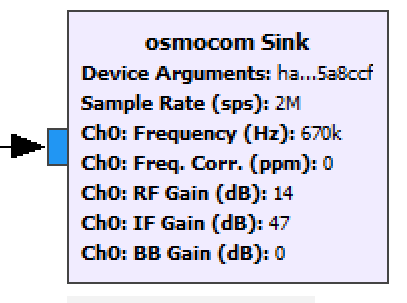 osmocom Sink
Device Arguments: ha...5a8ccf
Sample Rate (sps): 2M
Ch0: Frequency (Hz): 670k
Ch0: Freq. Corr. (ppm): 0
Ch0: RF Gain (dB): 14
Ch0: IF Gain (dB): 47
Ch0: BB Gain (dB): 0